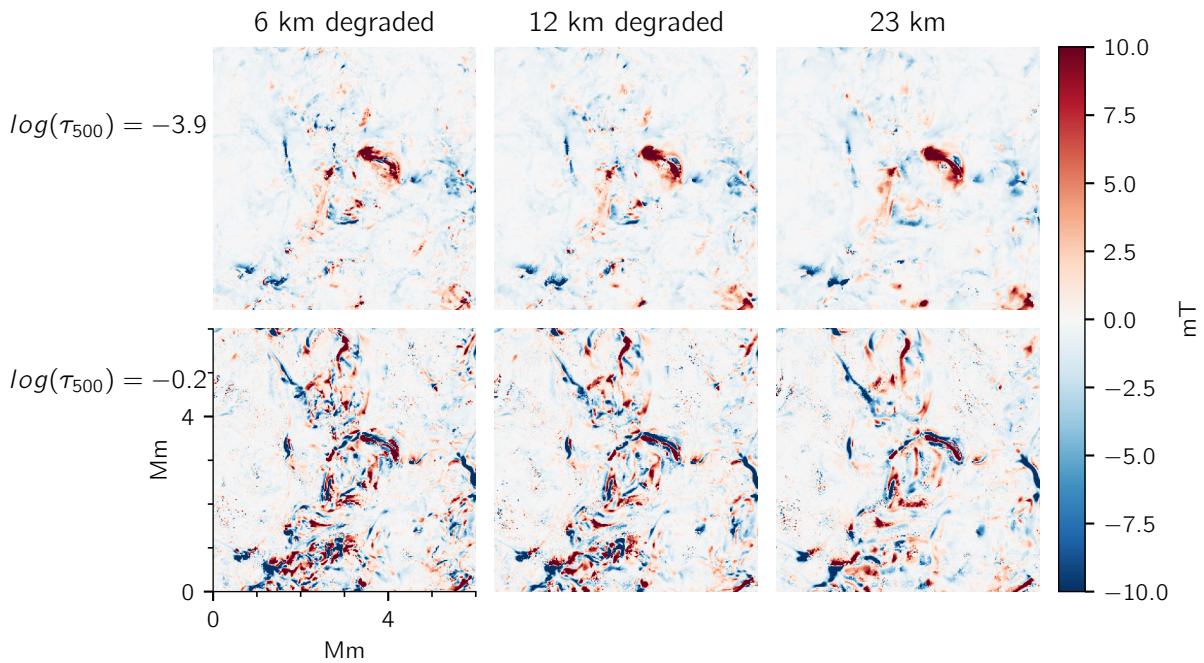 6 km degraded 12 km degraded 23 km
log(τ500) = −3.9
log(τ500) = −0.2
4
Mm
0
0 4
Mm
10.0
7.5
5.0
2.5
0.0
−2.5
−5.0
−7.5
−10.0
mT